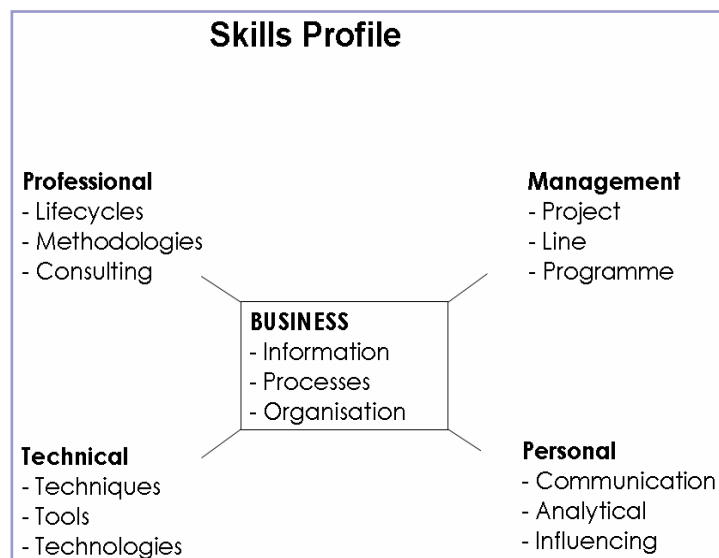 Skills Profile
Professional
- Lifecycles
- Methodologies
- Consulting
Management
- Project
- Line
- Programme
BUSINESS
- Information
- Processes
- Organisation
Technical
- Techniques
- Tools
- Technologies
Personal
- Communication
- Analytical
- Influencing